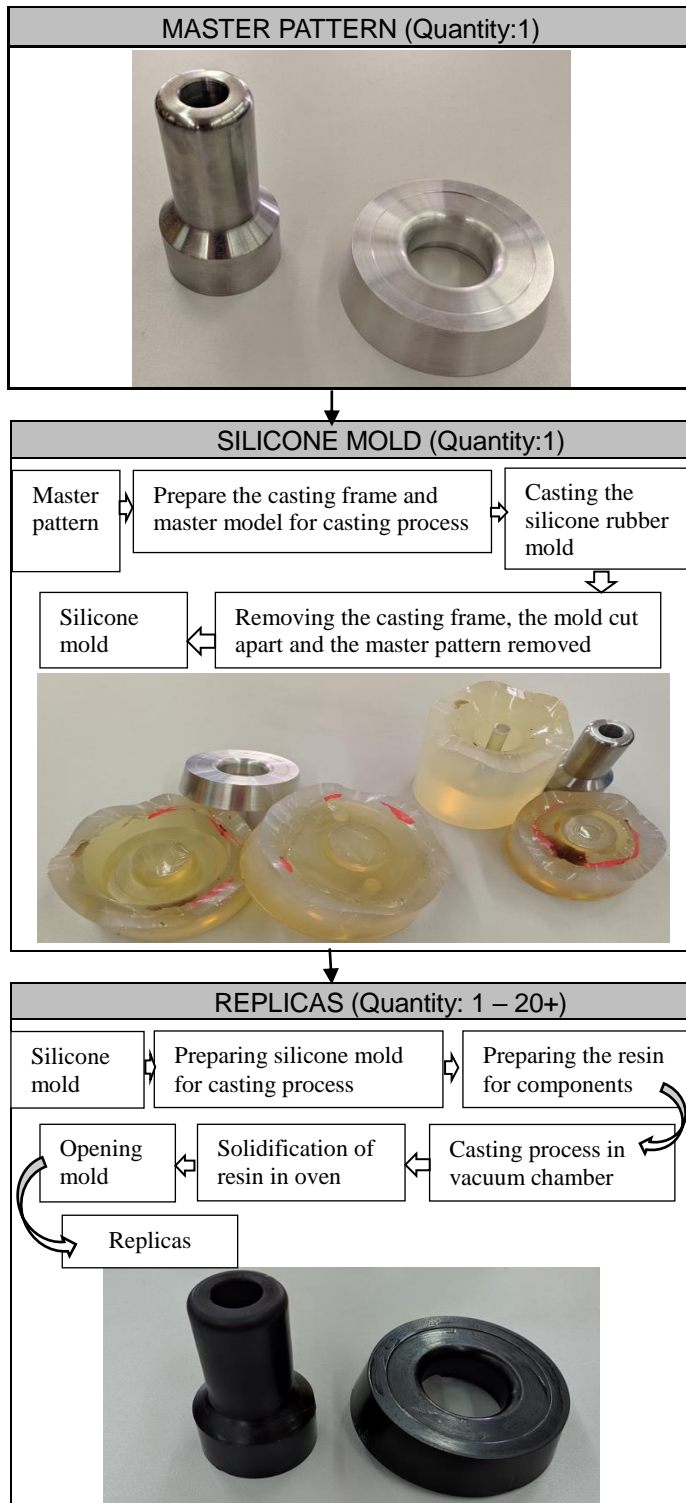 MASTER PATTERN (Quantity:1)
SILICONE MOLD (Quantity:1)
Master
pattern
Prepare the casting frame and
master model for casting process
Casting the
silicone rubber
mold
Removing the casting frame, the mold cut
apart and the master pattern removed
Silicone
mold
REPLICAS (Quantity: 1 – 20+)
Silicone
mold
Preparing silicone mold
for casting process
Preparing the resin
for components
Casting process in
vacuum chamber
Solidification of
resin in oven
Opening
mold
Replicas